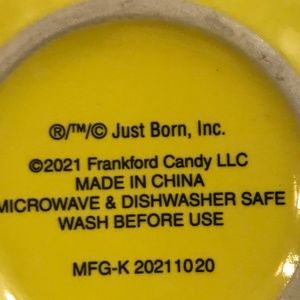 ®/™/© Just Born, Inc.
©2021 Frankford Candy LLC
MADE IN CHINA
MICROWAVE & DISHWASHER SAFE
WASH BEFORE USE
MFG-K 20211020